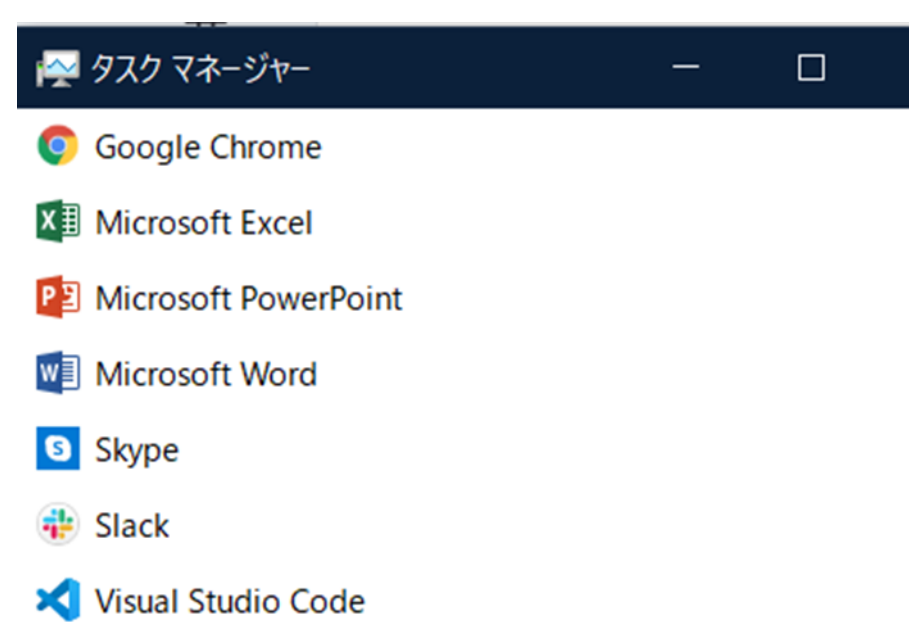 タスク マネージャー
Google Chrome
Microsoft Excel
Microsoft PowerPoint
Microsoft Word
Skype
Slack
Visual Studio Code